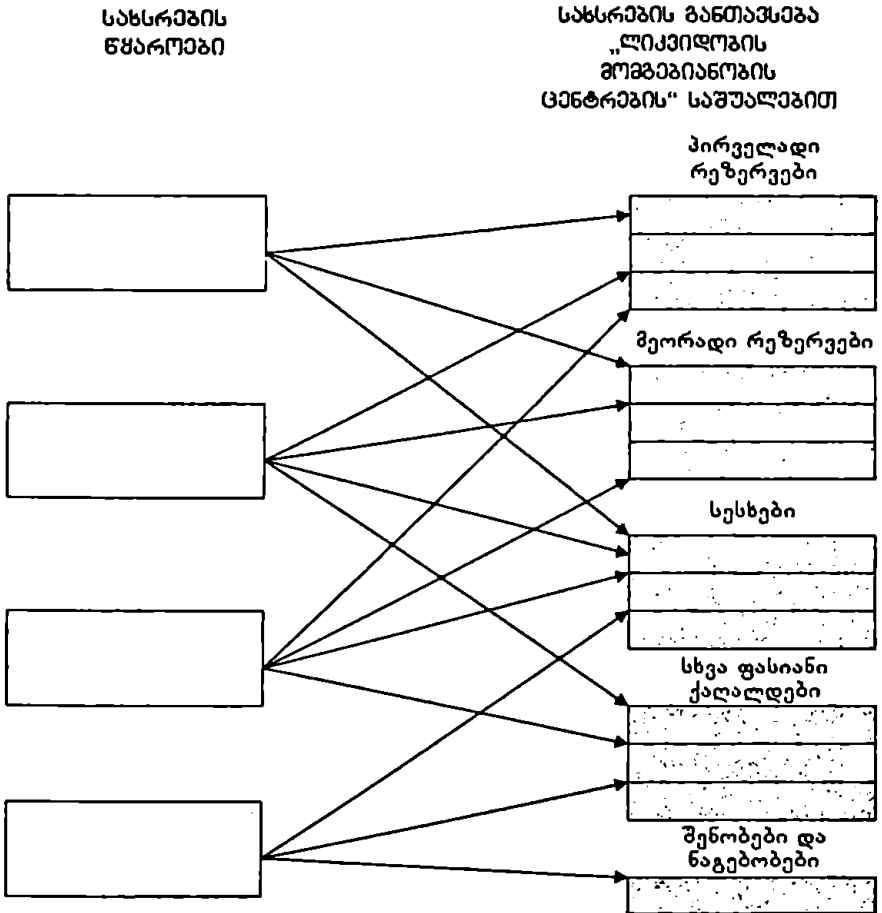 სახსრების
წყაროები
სახსრების განთავსება
„ლიკვიდობის
მომგებიანობის
ცენტრების“ საშუალებით
პირველადი
რეზერვები
მეორადი რეზერვები
სესხები
სხვა ფასიანი
ქაღალდები
შენობები და
ნაგებობები